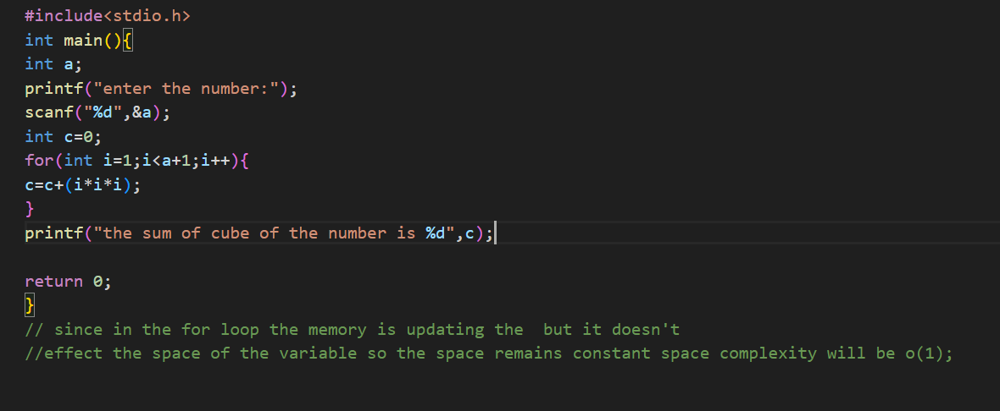 #include<stdio.h>
int main(){
int a;
printf("enter the number:");
scanf("%d",&a);
int c=0;
for(int i=1;i<a+1;i++){
c=c+(i*i*i);
}
printf("the sum of cube of the number is %d",c);
return 0;
}
// since in the for loop the memory is updating the  but it doesn't
//effect the space of the variable so the space remains constant space complexity will be o(1);